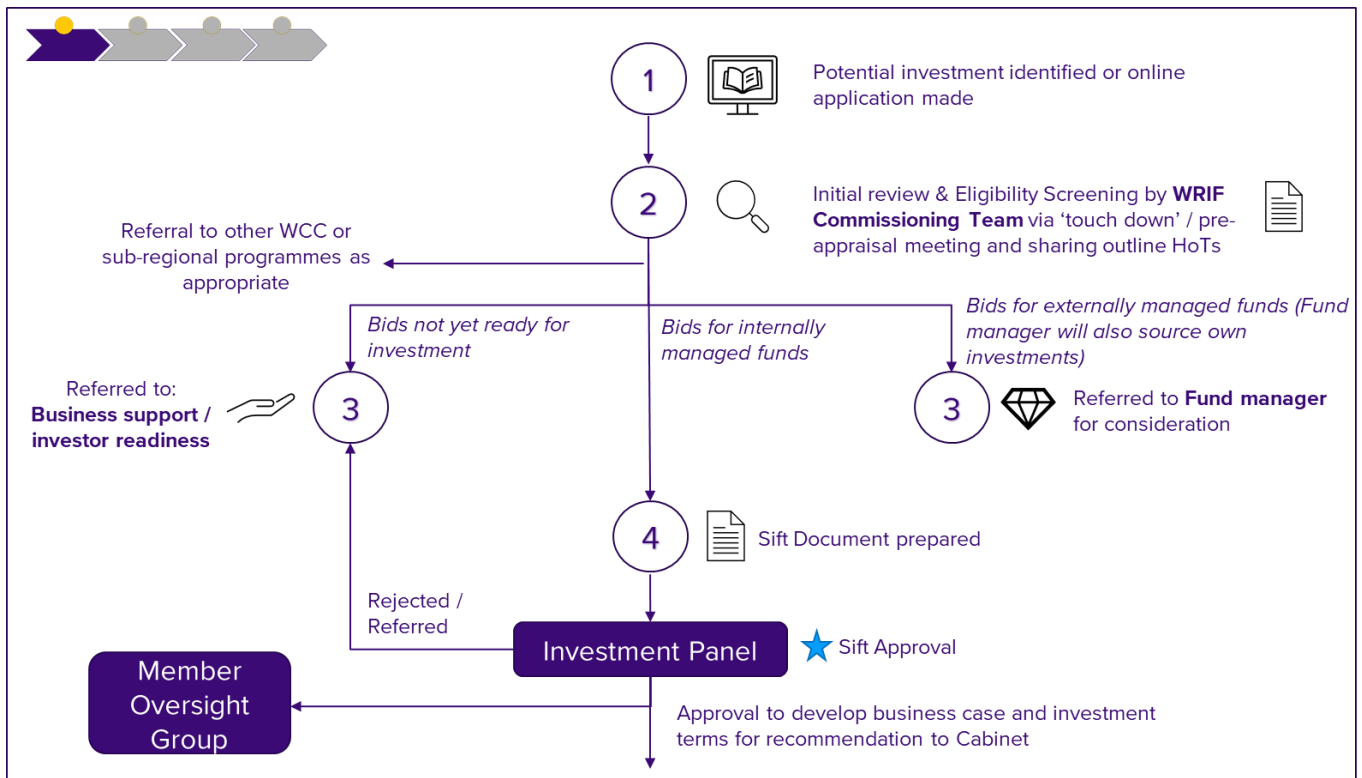 1
Potential investment identified or online
application made
2
Initial review & Eligibility Screening by WRIF
Commissioning Team via ‘touch down’ / pre-
appraisal meeting and sharing outline HoTs
Referral to other WCC or
sub-regional programmes as
appropriate
Bids not yet ready for
investment
Bids for internally
managed funds
Bids for externally managed funds (Fund
manager will also source own
investments)
Referred to:
Business support /
investor readiness
3
3
Referred to Fund manager
for consideration
4
Sift Document prepared
Rejected /
Referred
Investment Panel
Sift Approval
Member
Oversight
Group
Approval to develop business case and investment
terms for recommendation to Cabinet